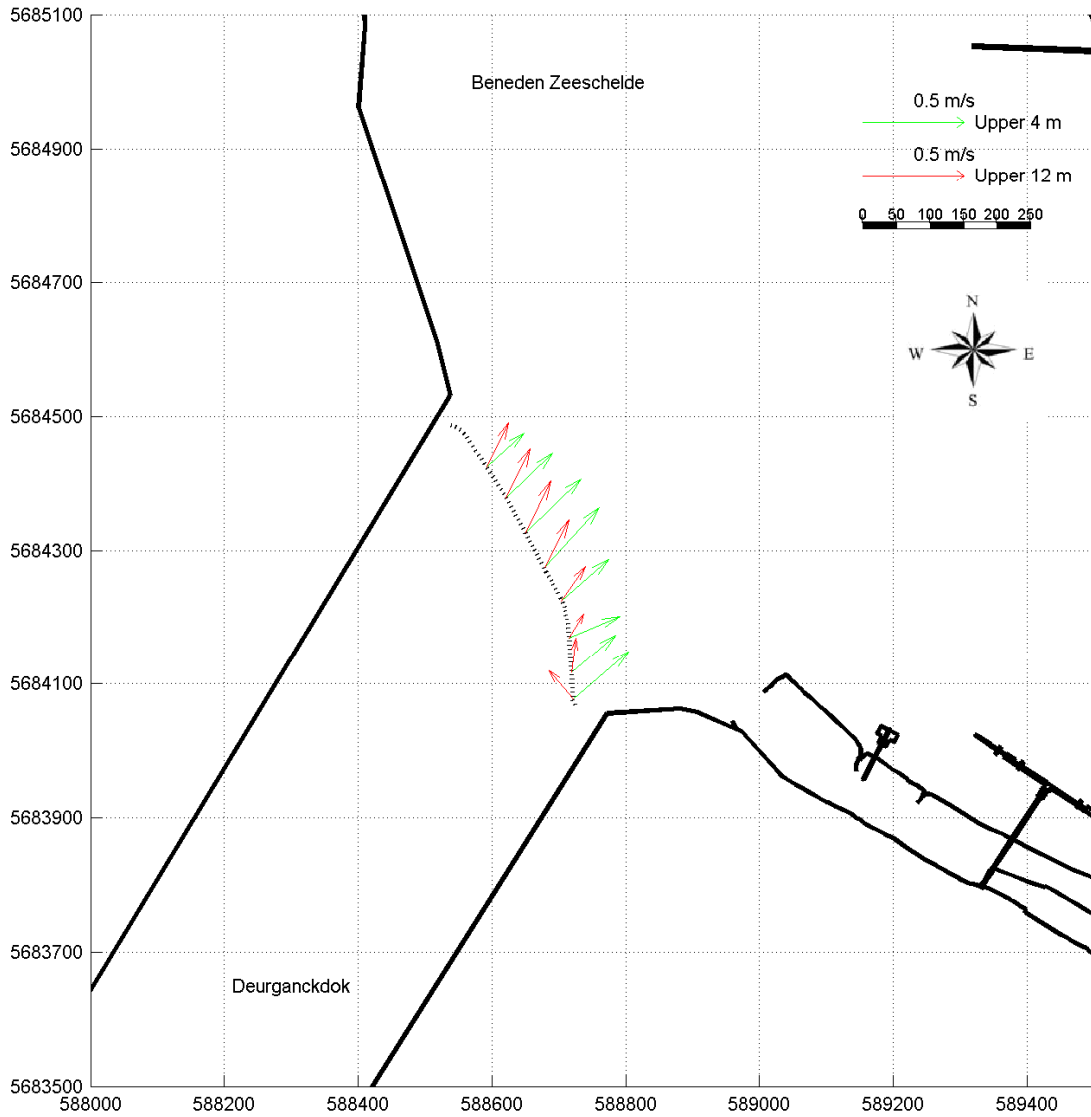 5685100
Beneden Zeeschelde
0.5 m/s
Upper 4 m
5684900
0.5 m/s
Upper 12 m
0 50 100 150 200 250
5684700
N
W E
S
5684500
5684300
5684100
5683900
5683700
Deurganckdok
5683500
588000 588200 588400 588600 588800 589000 589200 589400